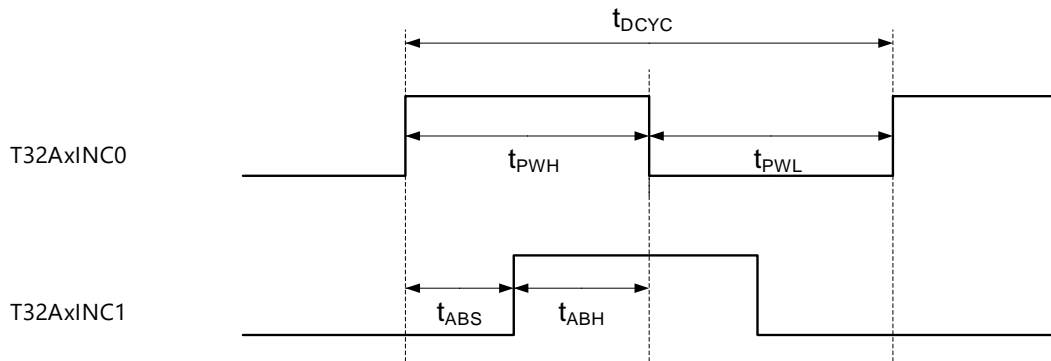 tDCYC
T32AxINC0
tPWH
tPWL
T32AxINC1
tABS
tABH